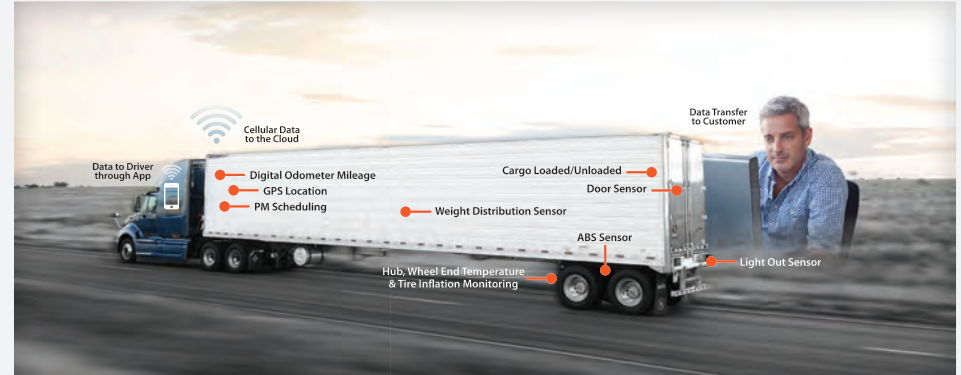 Cellular Data
to the Cloud
Data Transfer
to Customer
Data to Driver
through App
Digital Odometer Mileage
GPS Location
PM Scheduling
Cargo Loaded/Unloaded
Door Sensor
Weight Distribution Sensor
ABS Sensor
Light Out Sensor
Hub, Wheel End Temperature
& Tire Inflation Monitoring